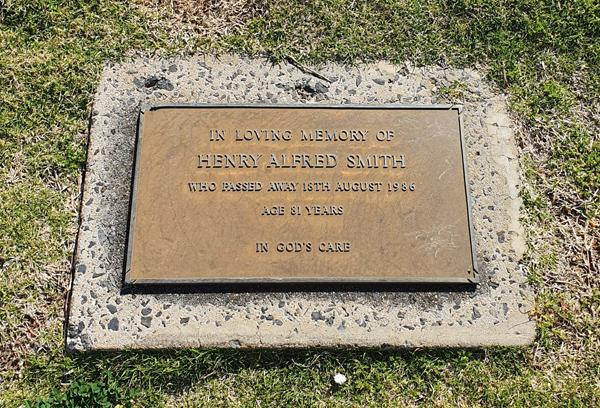 IN LOVING MEMORY OF
HENRY ALFRED SMITH
WHO PASSED AWAY 18TH AUGUST 1986
AGE 81 YEARS
IN GOD'S CARE